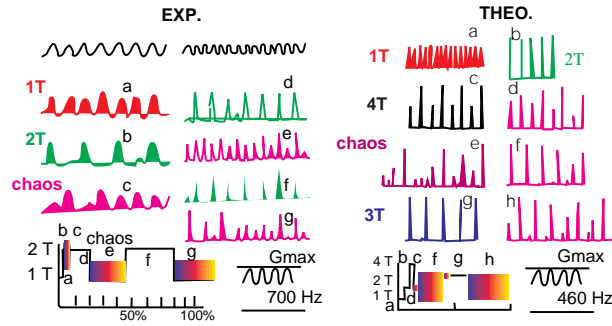 EXP.
1T a
2T b
chaos c
d
e
f
g
b c chaos
2 T d e f g
1 T a
50% 100%
Gmax
700 Hz
THEO.
1T a
b 2T
4T c
d
chaos e
f
3T g
h
4 T b c f g h
2 T
1 T d
a
Gmax
460 Hz